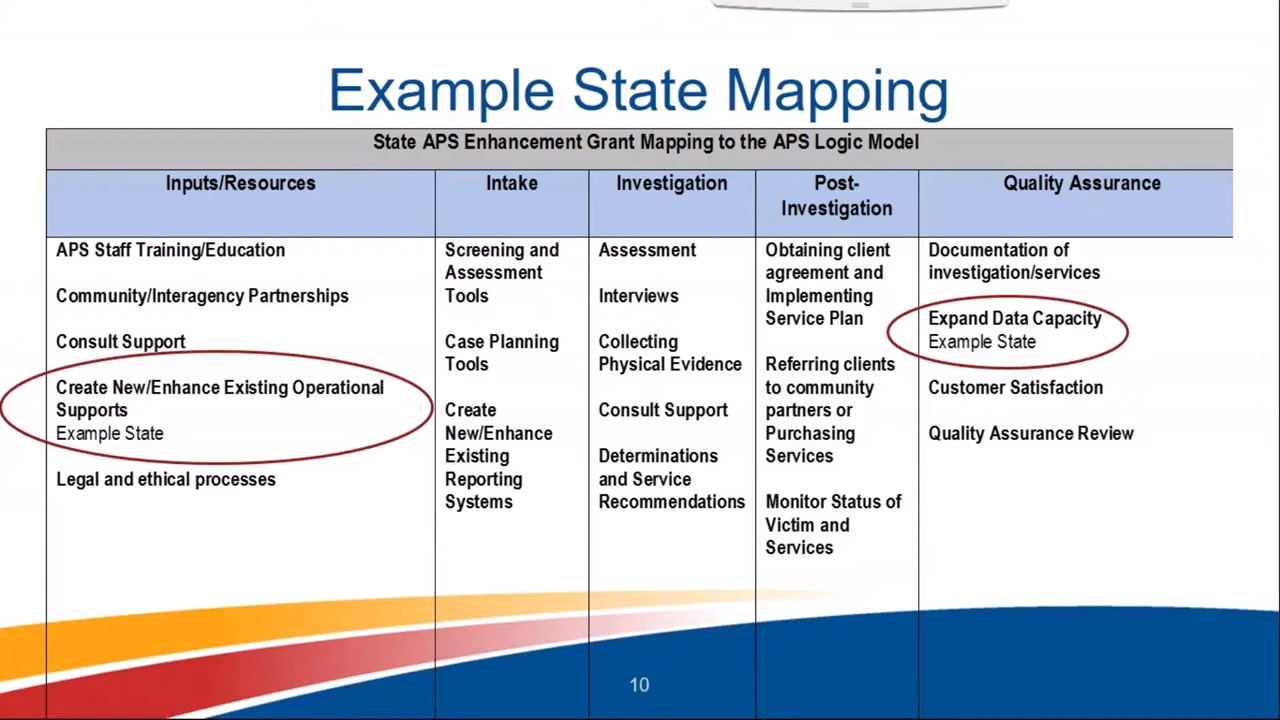 Example State Mapping
State APS Enhancement Grant Mapping to the APS Logic Model
Inputs/Resources
Intake
Investigation
Post-
Investigation
Quality Assurance
APS Staff Training/Education
Community/Interagency Partnerships
Consult Support
Create New/Enhance Existing Operational
Supports
Example State
Legal and ethical processes
Screening and
Assessment
Tools
Case Planning
Tools
Create
New/Enhance
Existing
Reporting
Systems
Assessment
Interviews
Collecting
Physical Evidence
Consult Support
Determinations
and Service
Recommendations
Obtaining client
agreement and
Implementing
Service Plan
Referring clients
to community
partners or
Purchasing
Services
Monitor Status of
Victim and
Services
Documentation of
investigation/services
Expand Data Capacity
Example State
Customer Satisfaction
Quality Assurance Review
10